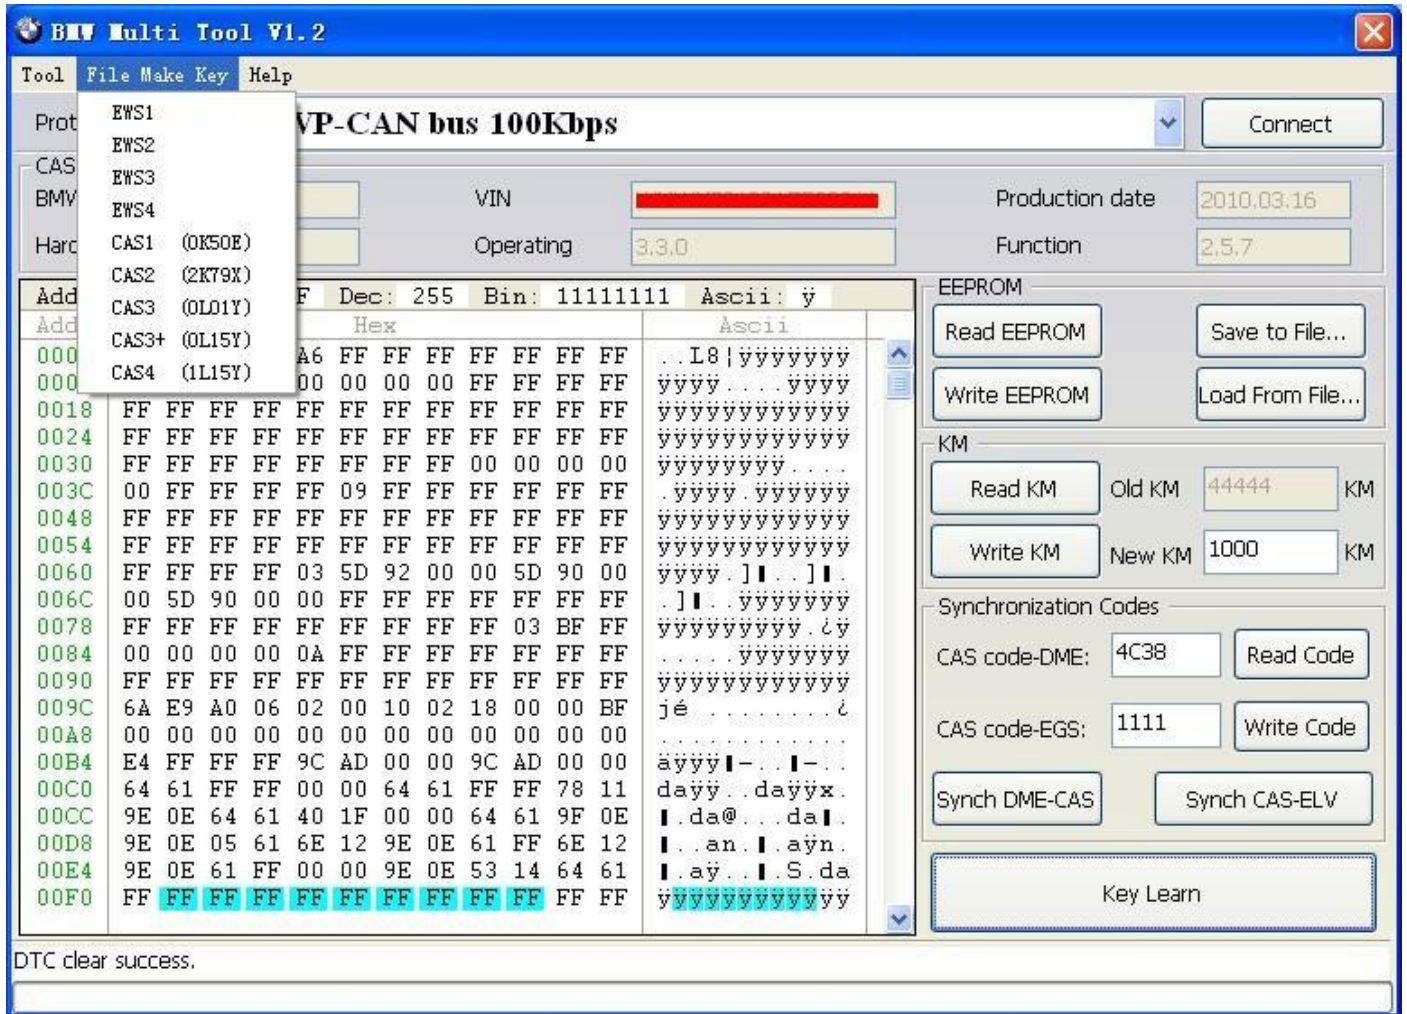 BMW Multi Tool V1.2
Tool File Make Key Help
EWS1
EWS2
EWS3
EWS4
CAS1 (0K50E)
CAS2 (2K79X)
CAS3 (0L01Y)
CAS3+ (0L15Y)
CAS4 (1L15Y)
Prot VP-CAN bus 100Kbps Connect
CAS
BMW VIN Production date 2010.03.16
Hard Operating 3.3.0 Function 2.5.7
Add F Dec: 255 Bin: 11111111 Ascii: ÿ
Add Hex Ascii
000 A6 FF FF FF FF FF FF FF ..L8¦ÿÿÿÿÿÿÿ
000 00 00 00 00 FF FF FF FF ÿÿÿÿ....ÿÿÿÿ
0018 FF FF FF FF FF FF FF FF FF FF FF FF ÿÿÿÿÿÿÿÿÿÿÿÿ
0024 FF FF FF FF FF FF FF FF FF FF FF FF ÿÿÿÿÿÿÿÿÿÿÿÿ
0030 FF FF FF FF FF FF FF FF 00 00 00 00 ÿÿÿÿÿÿÿÿ....
003C 00 FF FF FF FF 09 FF FF FF FF FF FF .ÿÿÿÿ.ÿÿÿÿÿÿ
0048 FF FF FF FF FF FF FF FF FF FF FF FF ÿÿÿÿÿÿÿÿÿÿÿÿ
0054 FF FF FF FF FF FF FF FF FF FF FF FF ÿÿÿÿÿÿÿÿÿÿÿÿ
0060 FF FF FF FF 03 5D 92 00 00 5D 90 00 ÿÿÿÿ.]▮..]▮.
006C 00 5D 90 00 00 FF FF FF FF FF FF FF .]▮..ÿÿÿÿÿÿÿ
0078 FF FF FF FF FF FF FF FF FF 03 BF FF ÿÿÿÿÿÿÿÿÿ.¿ÿ
0084 00 00 00 00 0A FF FF FF FF FF FF FF .....ÿÿÿÿÿÿÿ
0090 FF FF FF FF FF FF FF FF FF FF FF FF ÿÿÿÿÿÿÿÿÿÿÿÿ
009C 6A E9 A0 06 02 00 10 02 18 00 00 BF jé ........¿
00A8 00 00 00 00 00 00 00 00 00 00 00 00 ............
00B4 E4 FF FF FF 9C AD 00 00 9C AD 00 00 äÿÿÿ▮-..▮-..
00C0 64 61 FF FF 00 00 64 61 FF FF 78 11 daÿÿ..daÿÿx.
00CC 9E 0E 64 61 40 1F 00 00 64 61 9F 0E ▮.da@...da▮.
00D8 9E 0E 05 61 6E 12 9E 0E 61 FF 6E 12 ▮..an.▮.aÿn.
00E4 9E 0E 61 FF 00 00 9E 0E 53 14 64 61 ▮.aÿ..▮.S.da
00F0 FF FF FF FF FF FF FF FF FF FF FF FF ÿÿÿÿÿÿÿÿÿÿÿÿ
EEPROM
Read EEPROM Save to File...
Write EEPROM Load From File...
KM
Read KM Old KM 44444 KM
Write KM New KM 1000 KM
Synchronization Codes
CAS code-DME: 4C38 Read Code
CAS code-EGS: 1111 Write Code
Synch DME-CAS Synch CAS-ELV
Key Learn
DTC clear success.